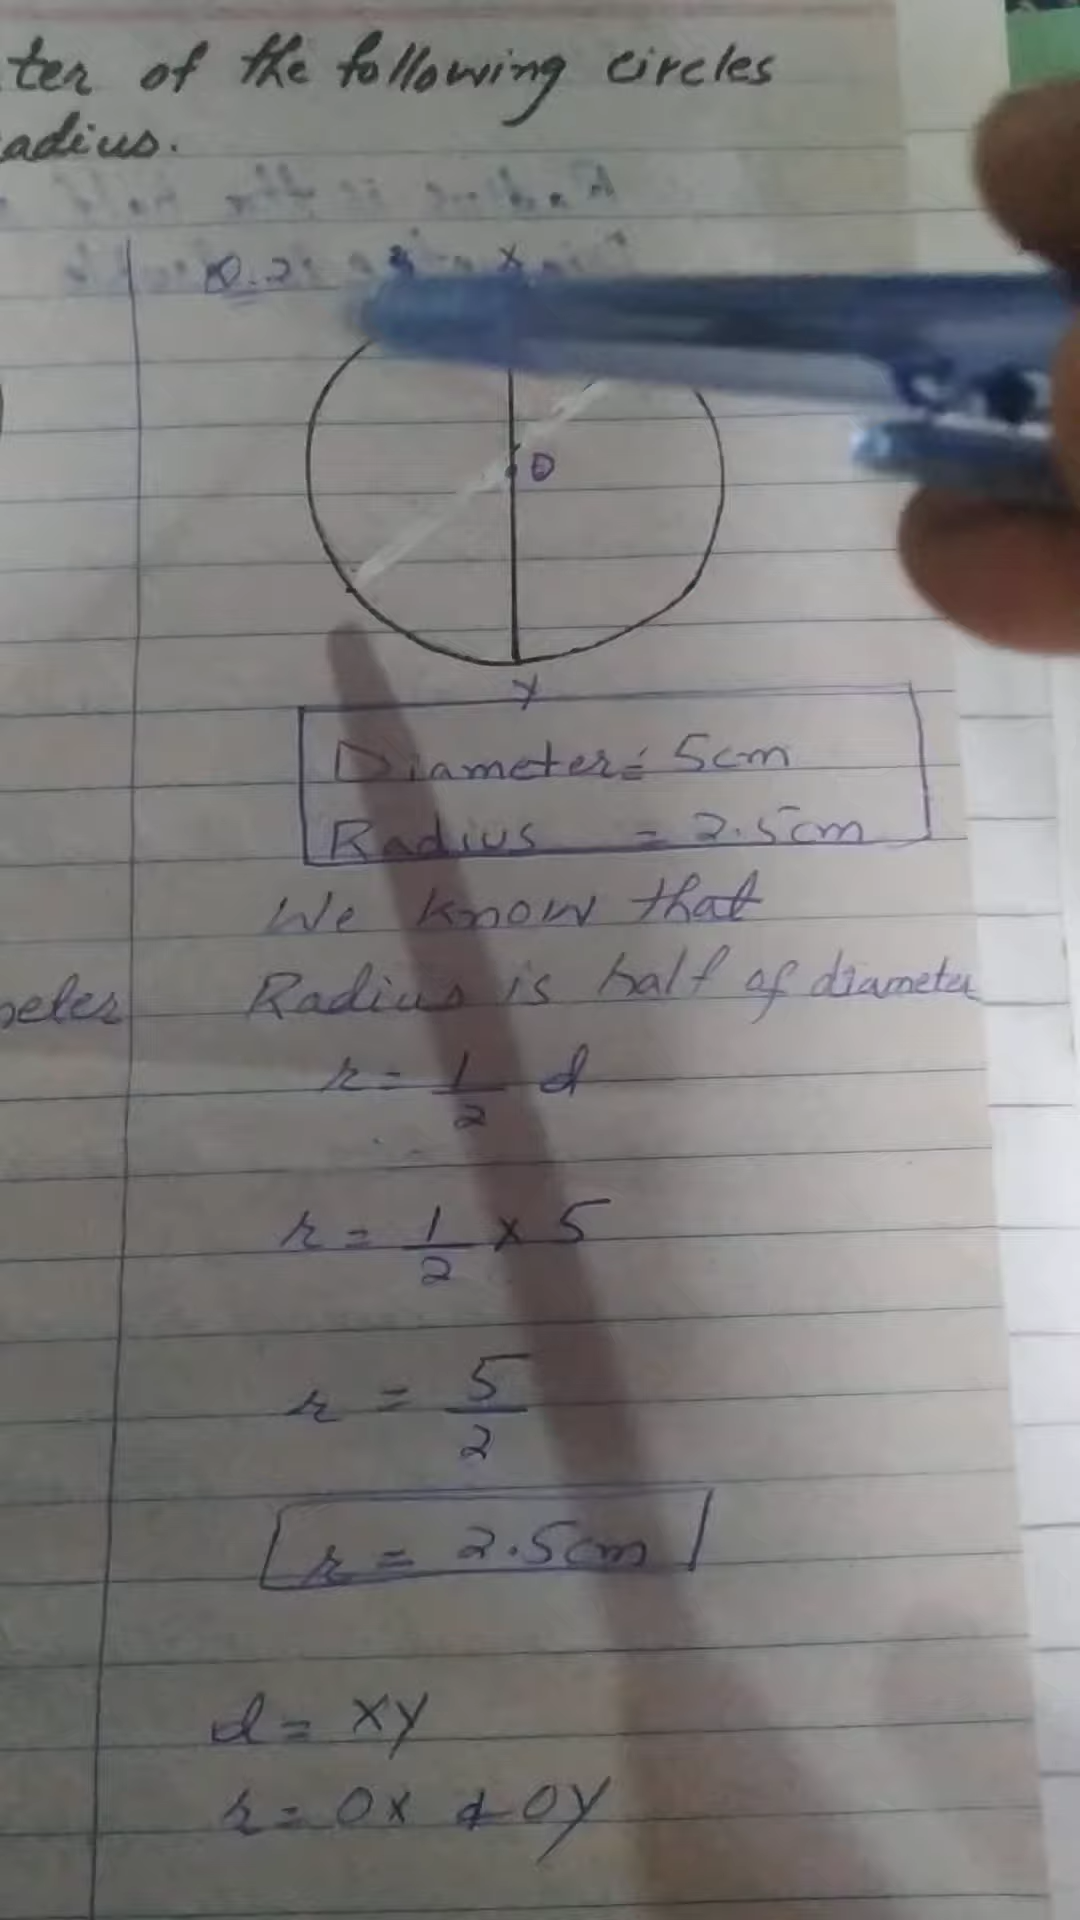 ter of the following circles
adius.
Q.2
X
O
Y
Diameter = 5cm
Radius = 2.5cm
We know that
Radius is half of diameter
eter
r = 1/2 d
r = 1/2 x 5
r = 5/2
r = 2.5cm
d = XY
r = OX & OY